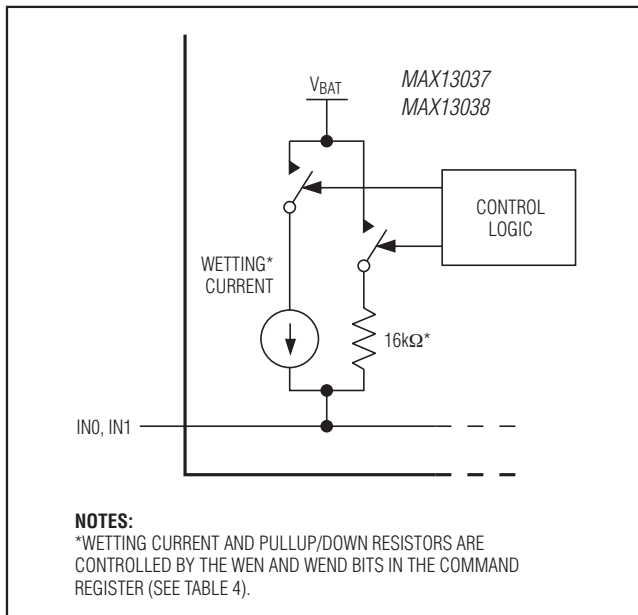 MAX13037
MAX13038
VBAT
CONTROL
LOGIC
WETTING*
CURRENT
16kΩ*
IN0, IN1
NOTES:
*WETTING CURRENT AND PULLUP/DOWN RESISTORS ARE
CONTROLLED BY THE WEN AND WEND BITS IN THE COMMAND
REGISTER (SEE TABLE 4).